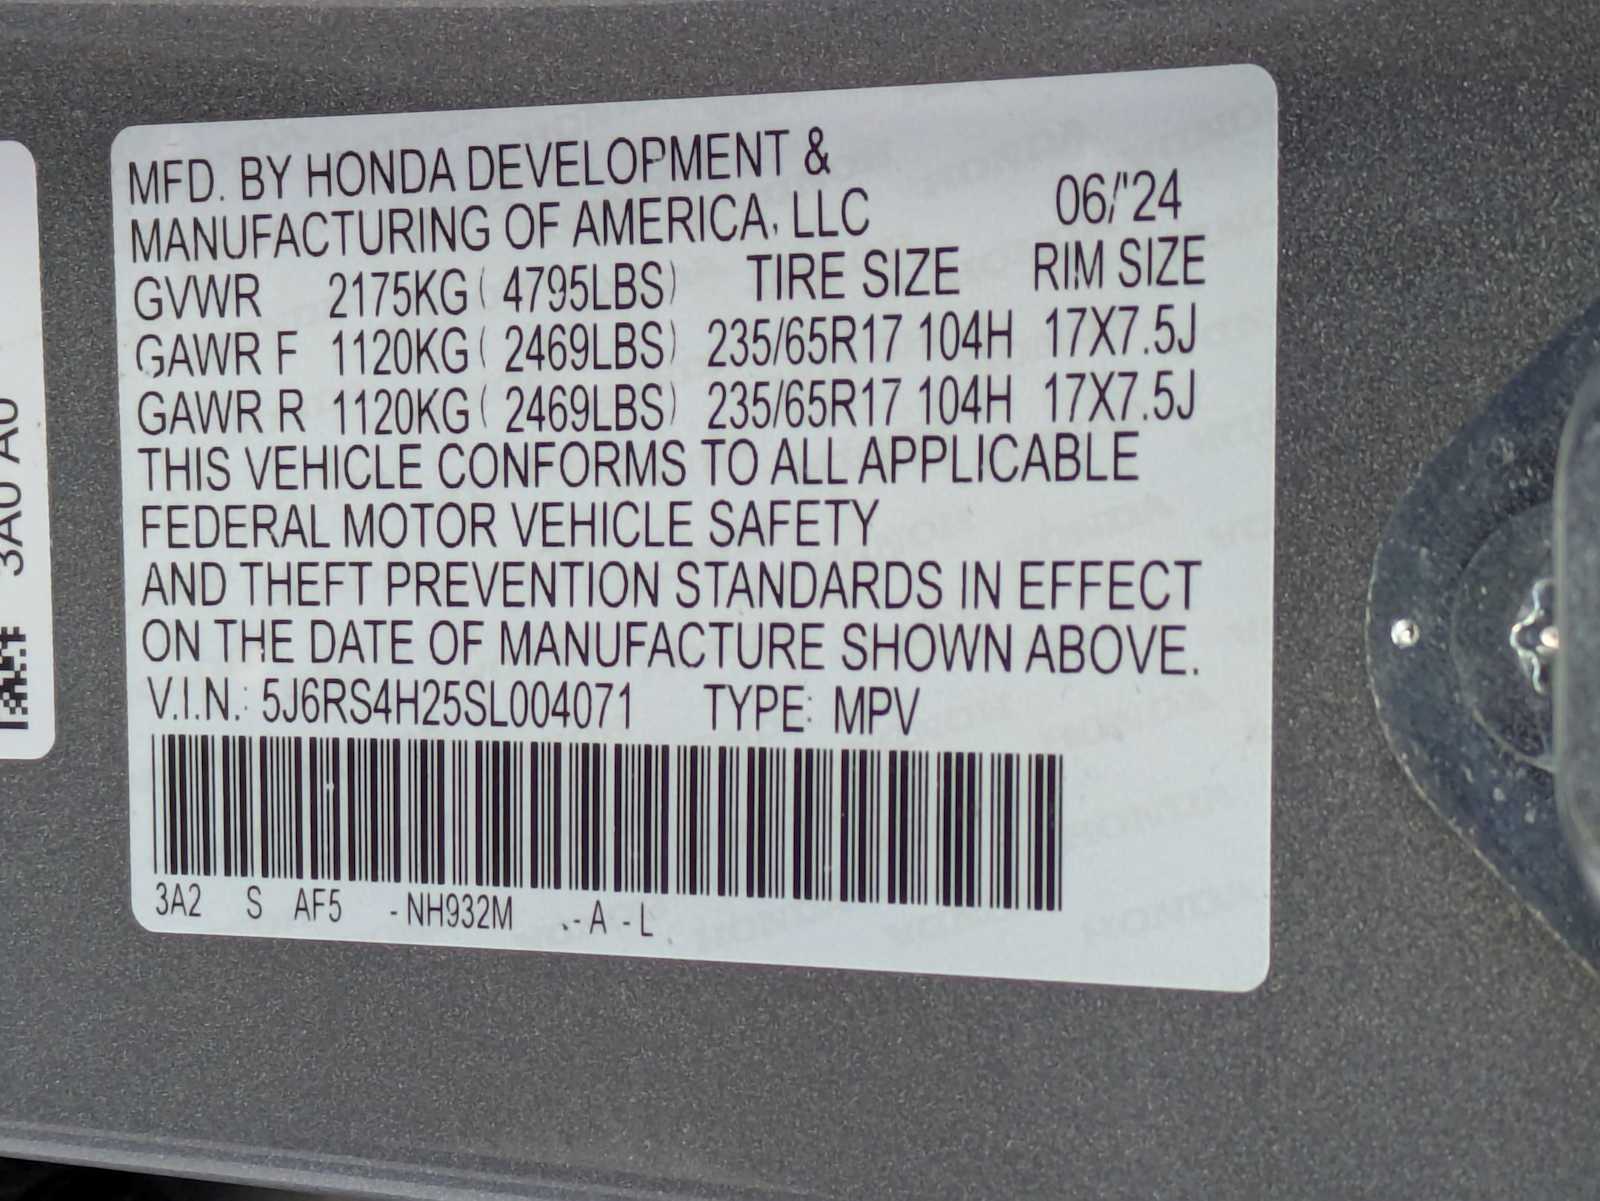 3A0 A0
MFD. BY HONDA DEVELOPMENT &
MANUFACTURING OF AMERICA, LLC 06/'24
GVWR 2175KG ( 4795LBS) TIRE SIZE RIM SIZE
GAWR F 1120KG ( 2469LBS) 235/65R17 104H 17X7.5J
GAWR R 1120KG ( 2469LBS) 235/65R17 104H 17X7.5J
THIS VEHICLE CONFORMS TO ALL APPLICABLE
FEDERAL MOTOR VEHICLE SAFETY
AND THEFT PREVENTION STANDARDS IN EFFECT
ON THE DATE OF MANUFACTURE SHOWN ABOVE.
V.I.N.: 5J6RS4H25SL004071 TYPE: MPV
3A2 S AF5 - NH932M - A - L